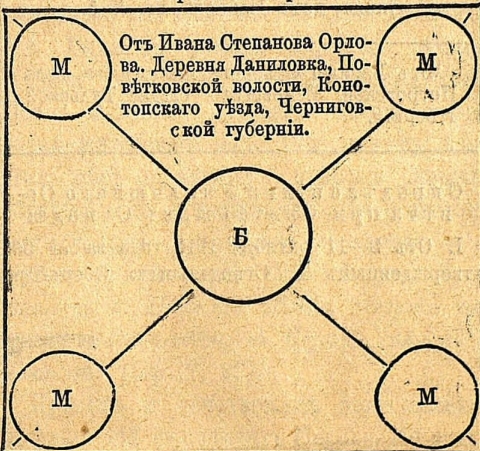 Отъ Ивана Степанова Орло-
ва. Деревня Даниловка, По-
вѣтковской волости, Коно-
топскаго уѣзда, Чернигов-
ской губерніи.
М
М
Б
М
М